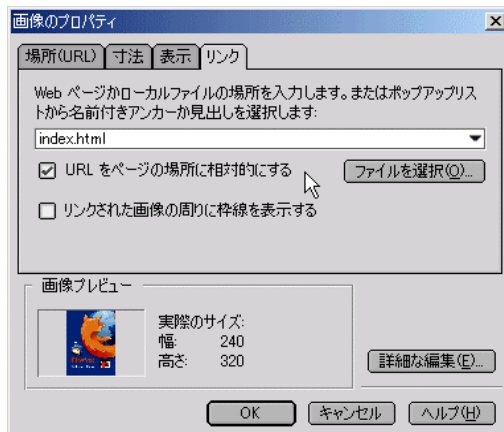 画像のプロパティ
場所(URL) 寸法 表示 リンク
Web ページかローカルファイルの場所を入力します。またはポップアップリス
トから名前付きアンカーか見出しを選択します:
index.html
URL をページの場所に相対的にする ファイルを選択(O)...
リンクされた画像の周りに枠線を表示する
画像プレビュー
実際のサイズ:
幅: 240
高さ: 320
詳細な編集(E)...
OK キャンセル ヘルプ(H)